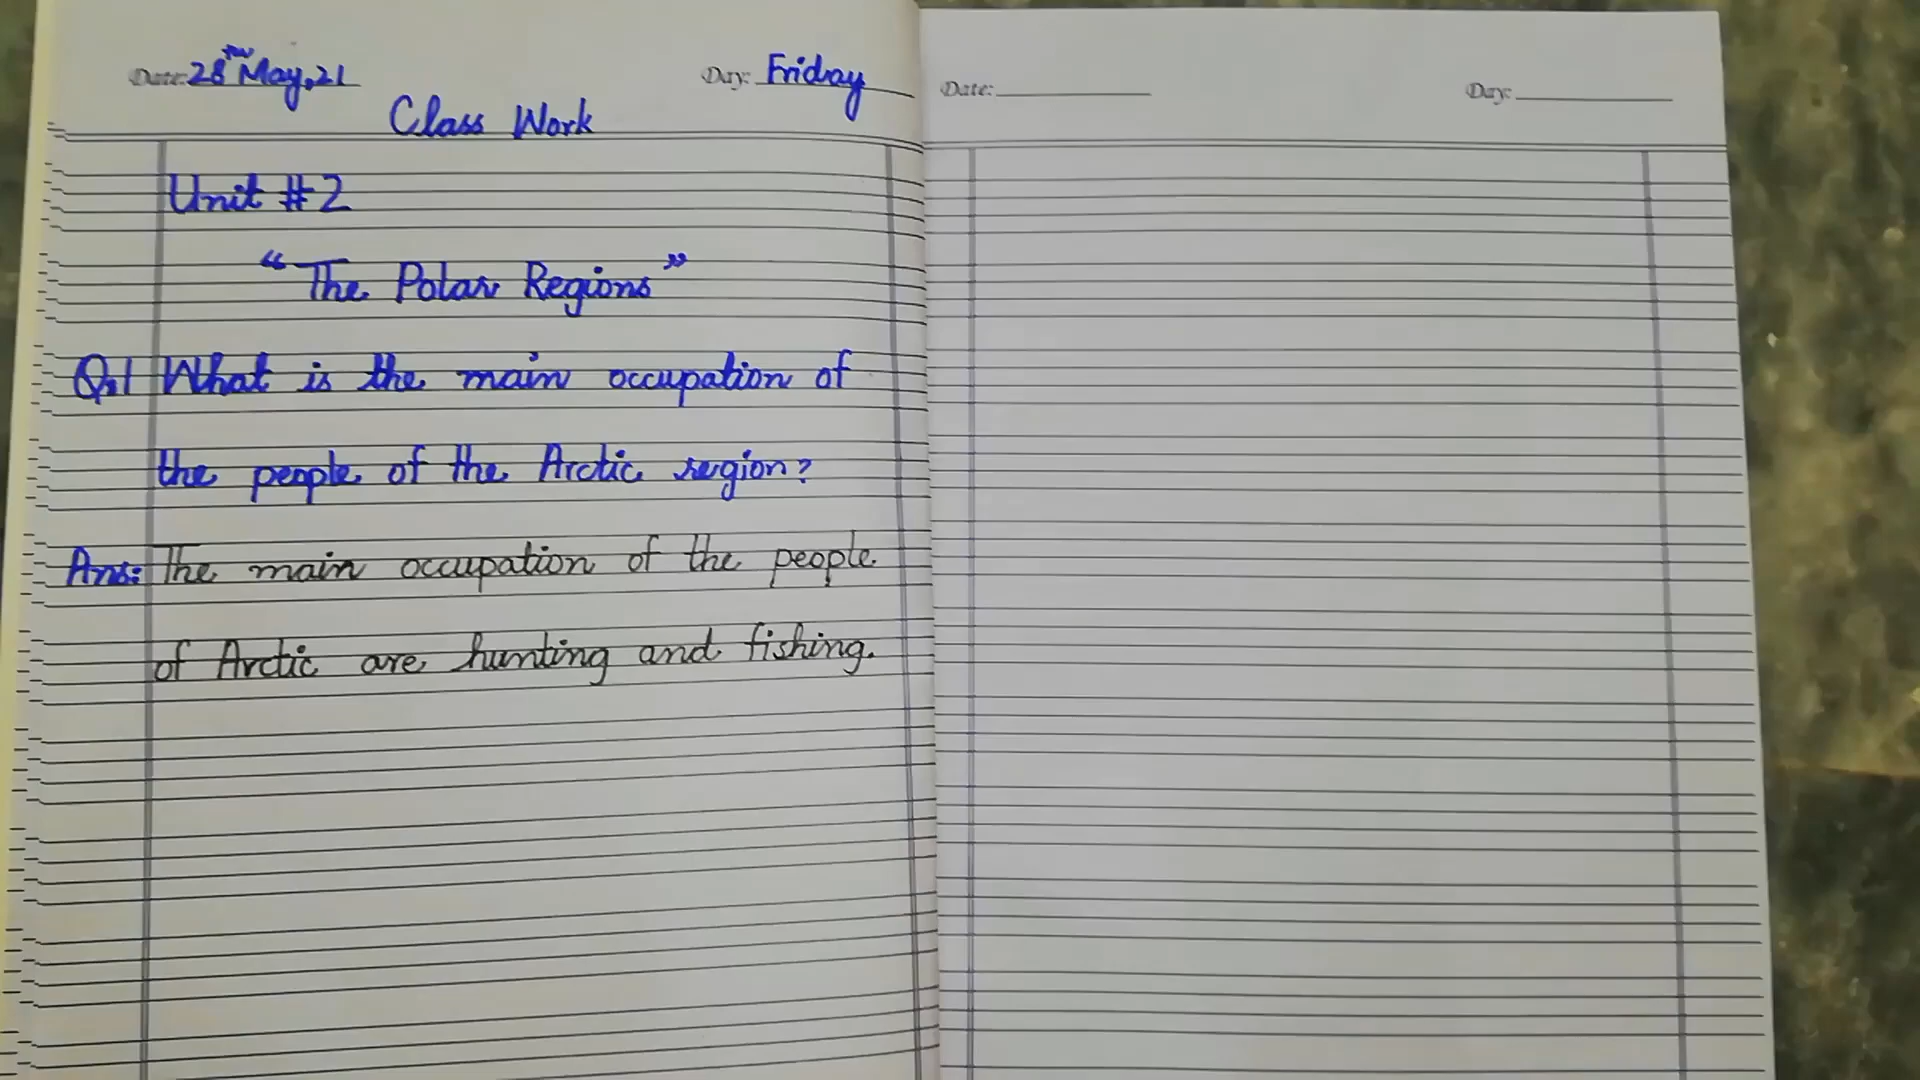 Date: 28th May, 21 Day: Friday
Class Work
Unit #2
"The Polar Regions"
Q.1 What is the main occupation of
the people of the Arctic region?
Ans: The main occupation of the people
of Arctic are hunting and fishing.
Date: Day: